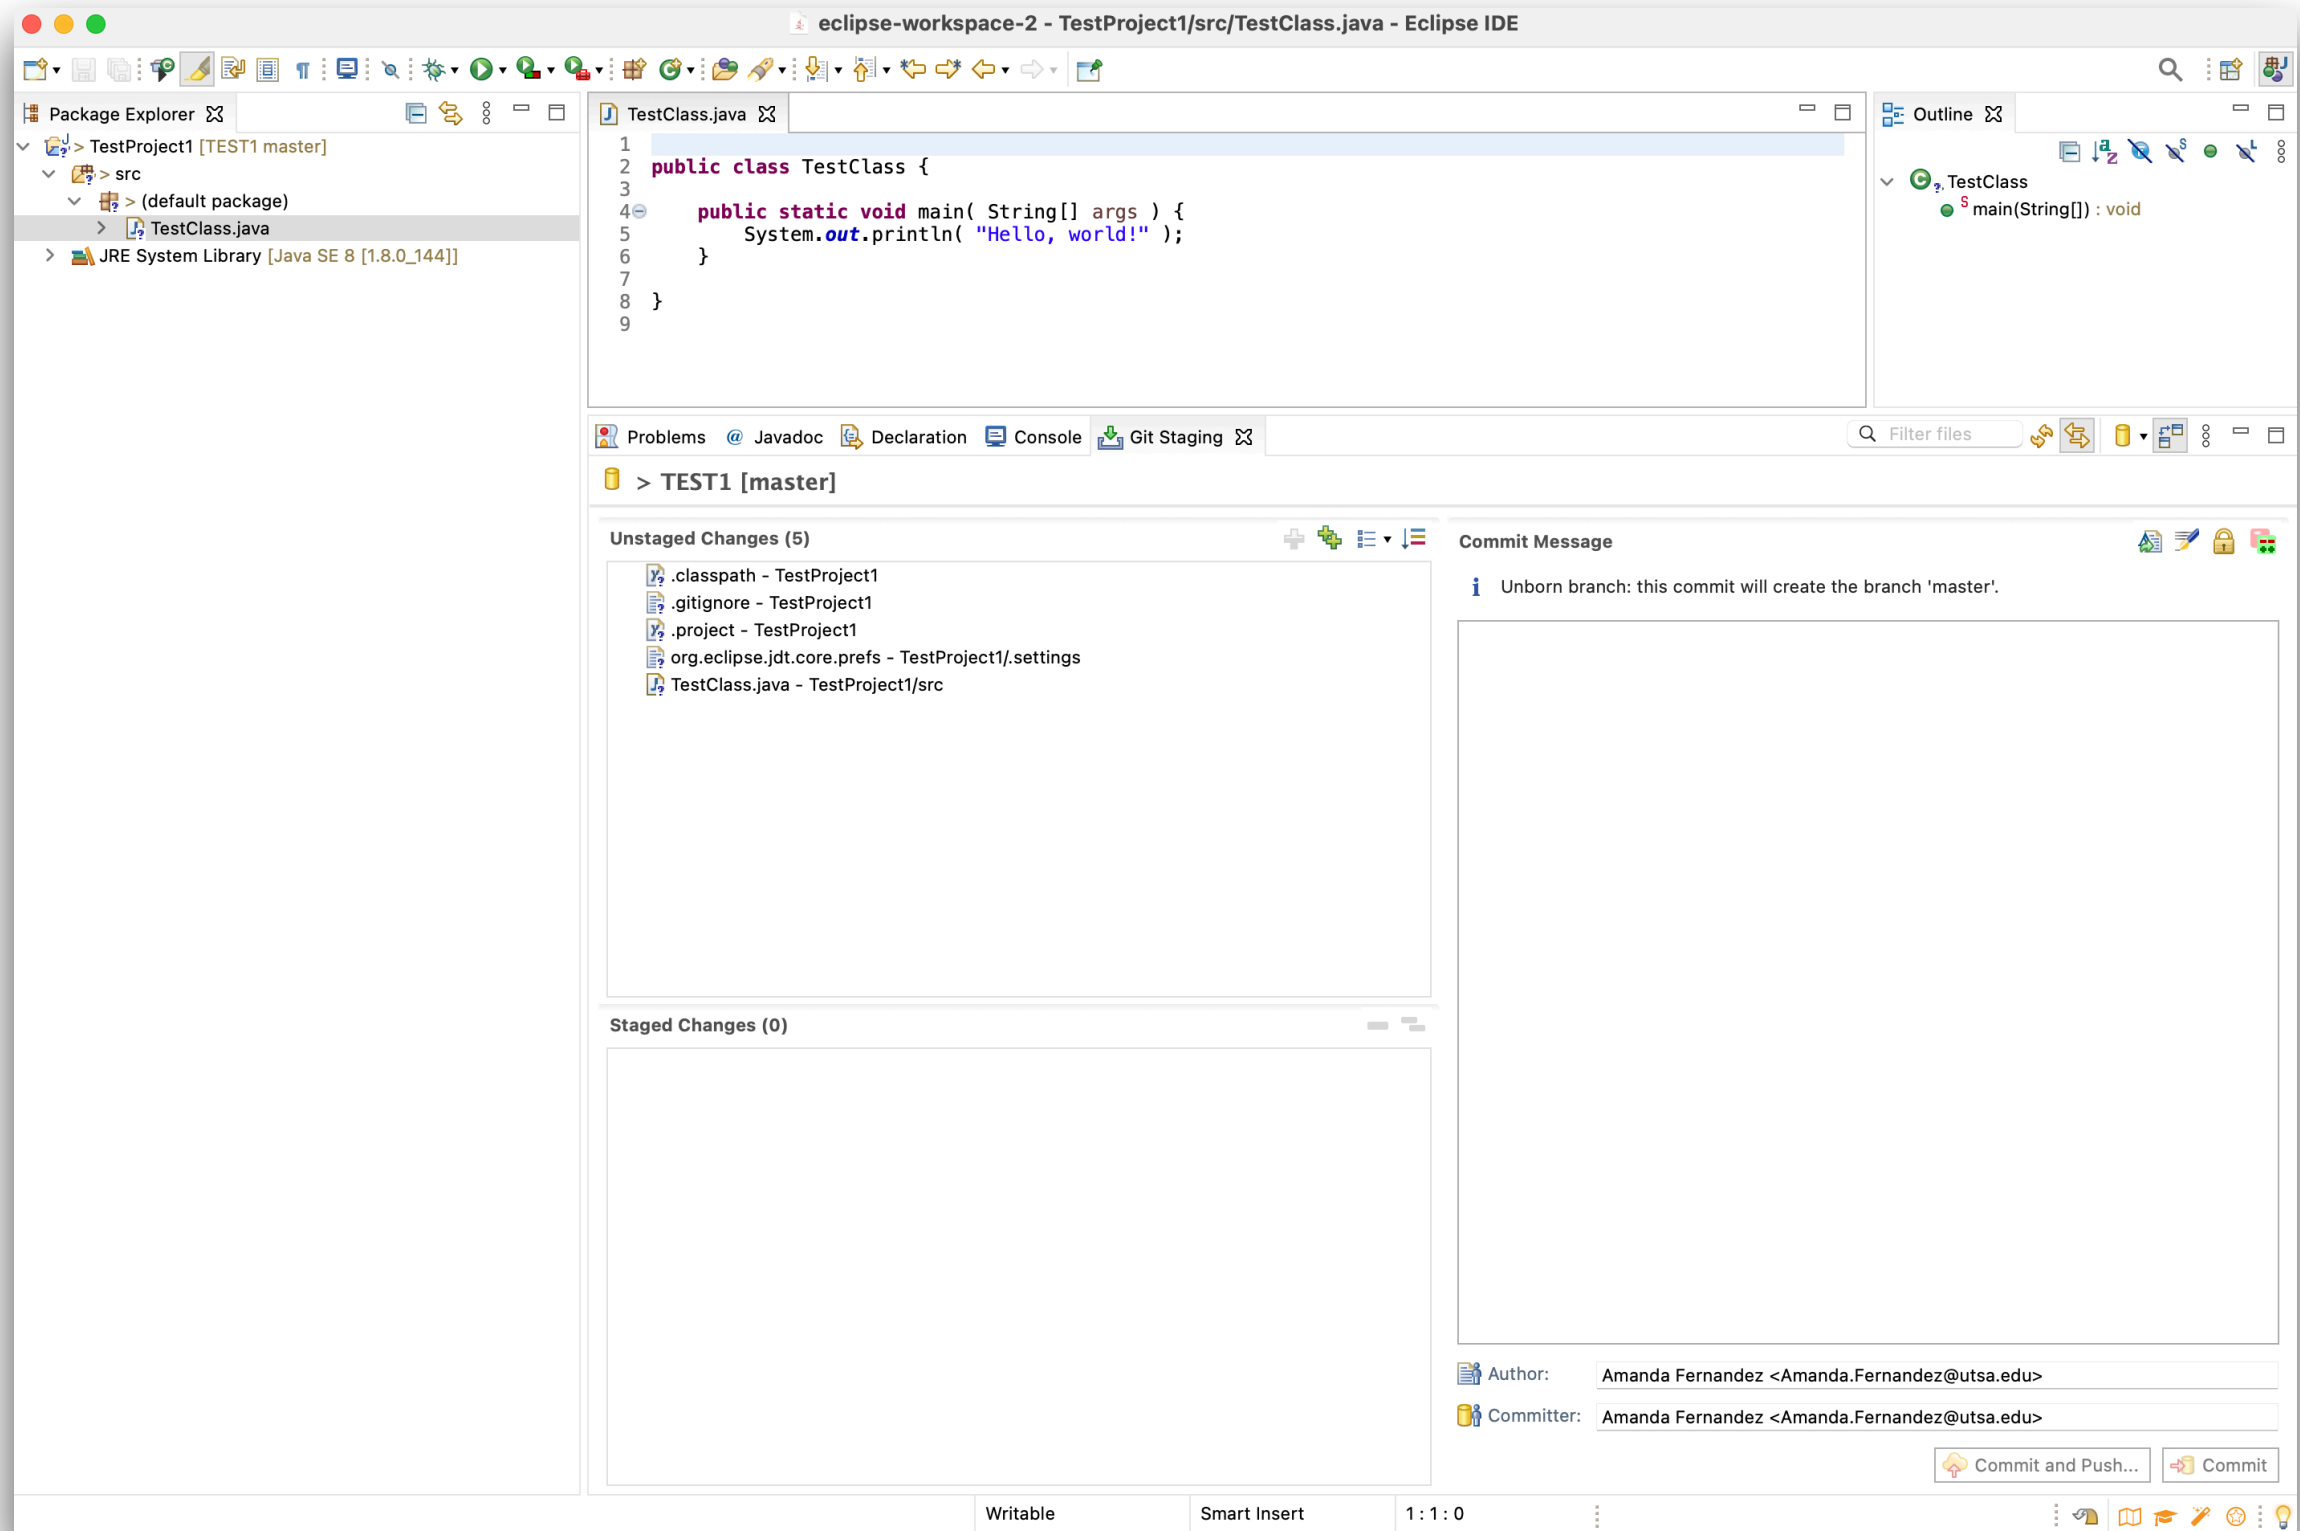 eclipse-workspace-2 - TestProject1/src/TestClass.java - Eclipse IDE
Package Explorer
> TestProject1 [TEST1 master]
> src
> (default package)
TestClass.java
JRE System Library [Java SE 8 [1.8.0_144]]
TestClass.java
1
2 public class TestClass {
3
4 public static void main( String[] args ) {
5 System.out.println( "Hello, world!" );
6 }
7
8 }
9
Outline
TestClass
main(String[]) : void
Problems @ Javadoc Declaration Console Git Staging
Filter files
> TEST1 [master]
Unstaged Changes (5)
.classpath - TestProject1
.gitignore - TestProject1
.project - TestProject1
org.eclipse.jdt.core.prefs - TestProject1/.settings
TestClass.java - TestProject1/src
Staged Changes (0)
Commit Message
Unborn branch: this commit will create the branch 'master'.
Author: Amanda Fernandez <Amanda.Fernandez@utsa.edu>
Committer: Amanda Fernandez <Amanda.Fernandez@utsa.edu>
Commit and Push... Commit
Writable Smart Insert 1 : 1 : 0